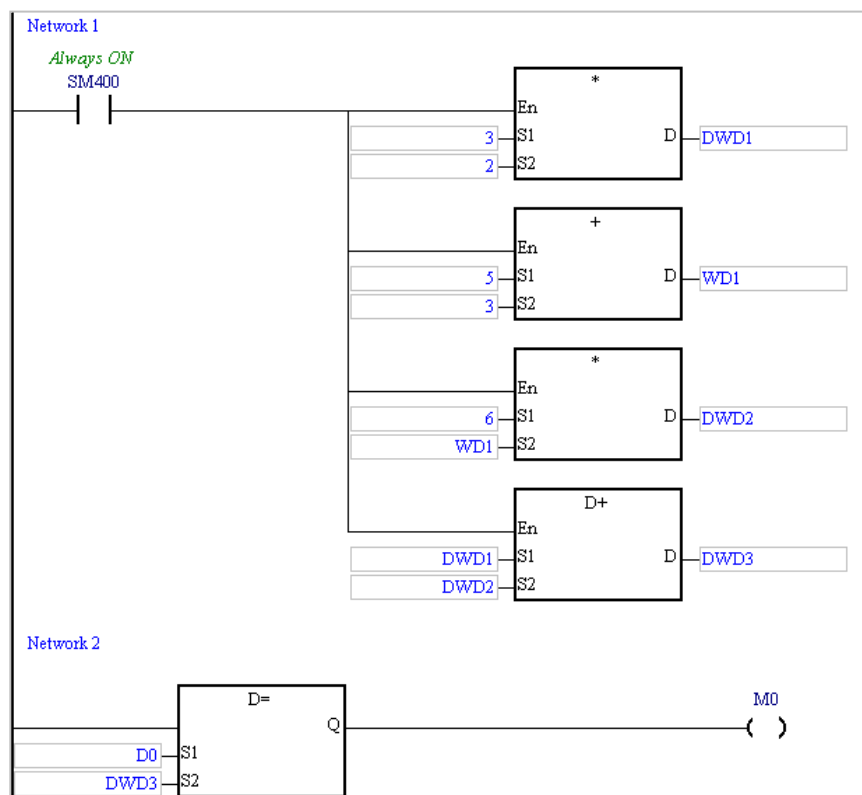 Network 1
Always ON
SM400
*
En
3 S1 D DWD1
2 S2
+
En
5 S1 D WD1
3 S2
*
En
6 S1 D DWD2
WD1 S2
D+
En
DWD1 S1 D DWD3
DWD2 S2
Network 2
D=
M0
Q
D0 S1
DWD3 S2